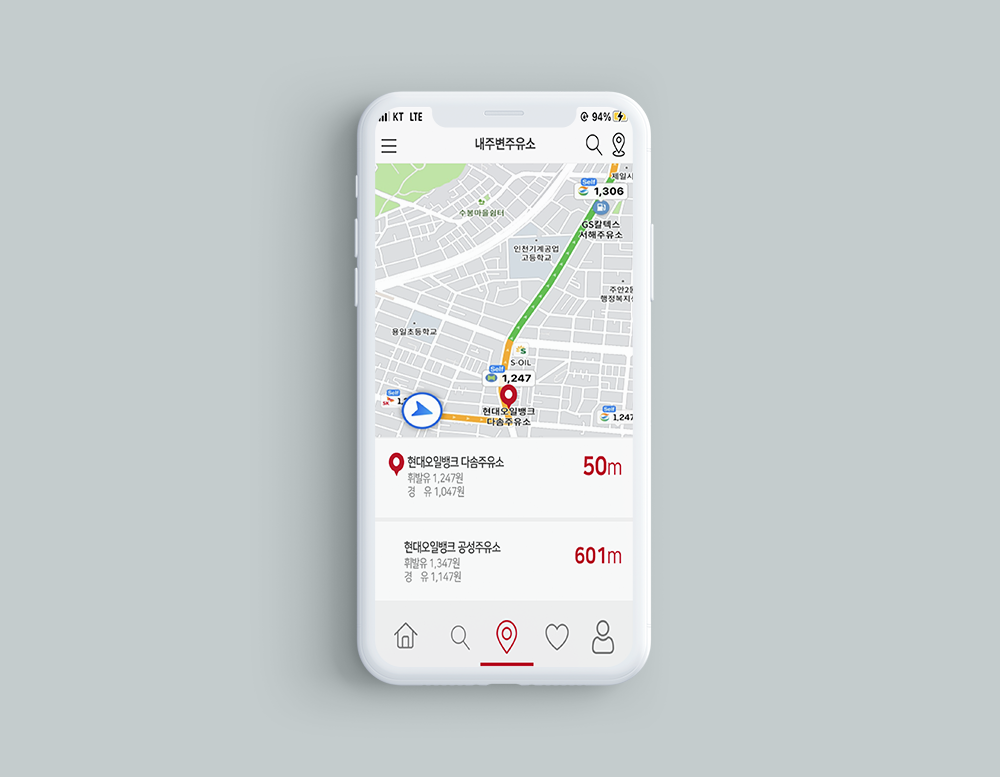 KT LTE
94%
내주변주유소
제일시
Self
1,306
수봉마을쉼터
GS칼텍스
서해주유소
인천기계공업
고등학교
주안2동
행정복지센
용일초등학교
S-OIL
Self
1,247
Self
SK
현대오일뱅크
다솜주유소
Self
1,247
현대오일뱅크 다솜주유소
50m
휘발유 1,247원
경 유 1,047원
현대오일뱅크 공성주유소
601m
휘발유 1,347원
경 유 1,147원